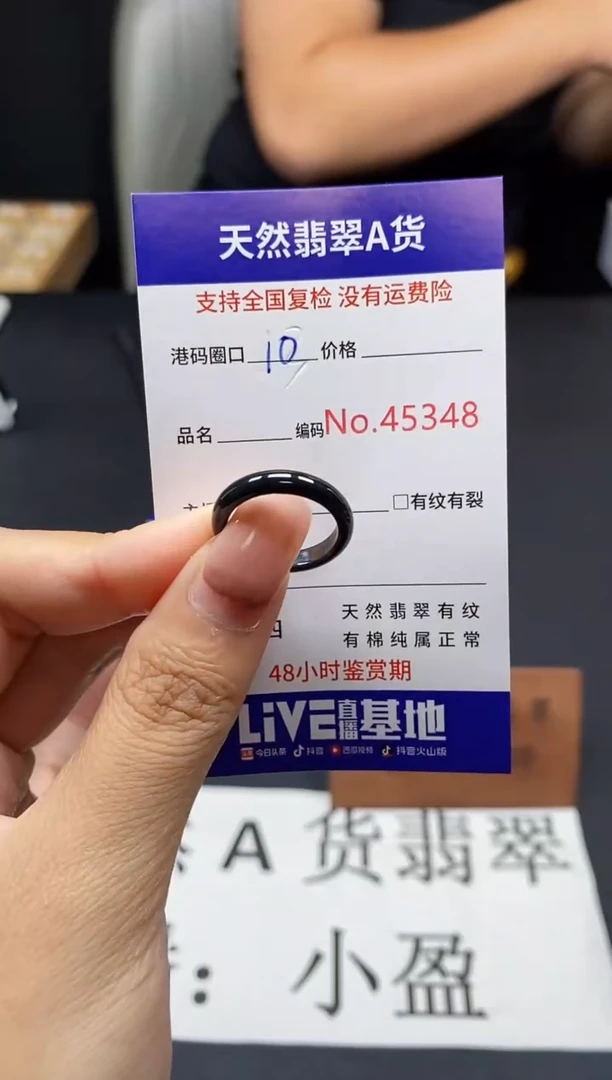 天然翡翠A货
支持全国复检 没有运费险
港码圈口 10 价格
品名 编码No.45348
□有纹有裂
天然翡翠有纹
四 有棉纯属正常
48小时鉴赏期
LiVE直播基地
今日头条 抖音 西瓜视频 抖音火山版
A货翡翠
：小盈